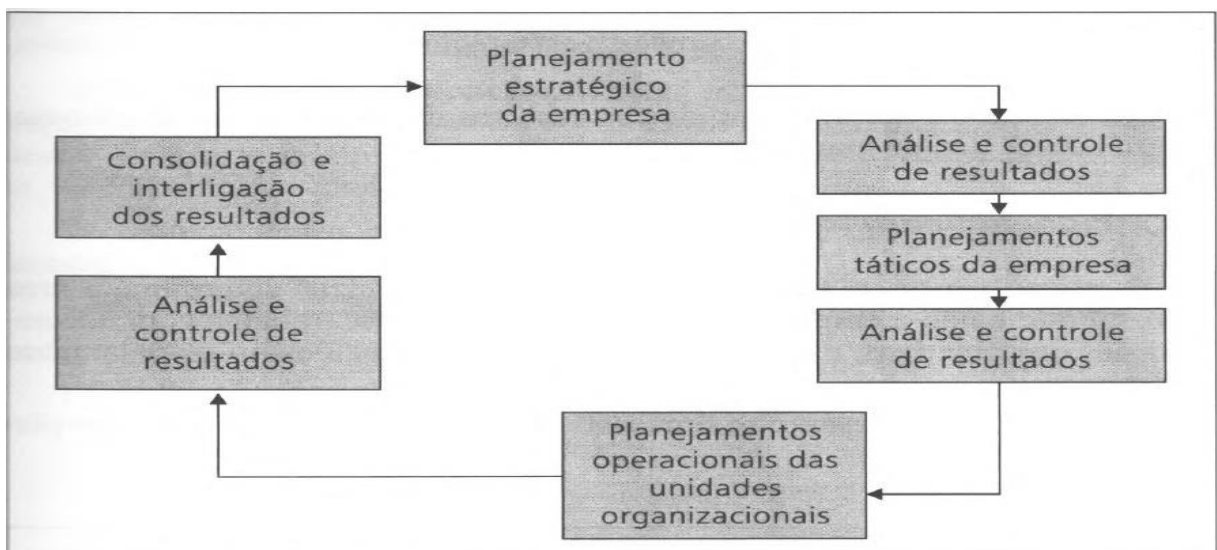 Planejamento
estratégico
da empresa
Análise e controle
de resultados
Planejamentos
táticos da empresa
Análise e controle
de resultados
Planejamentos
operacionais das
unidades
organizacionais
Análise e
controle de
resultados
Consolidação e
interligação
dos resultados